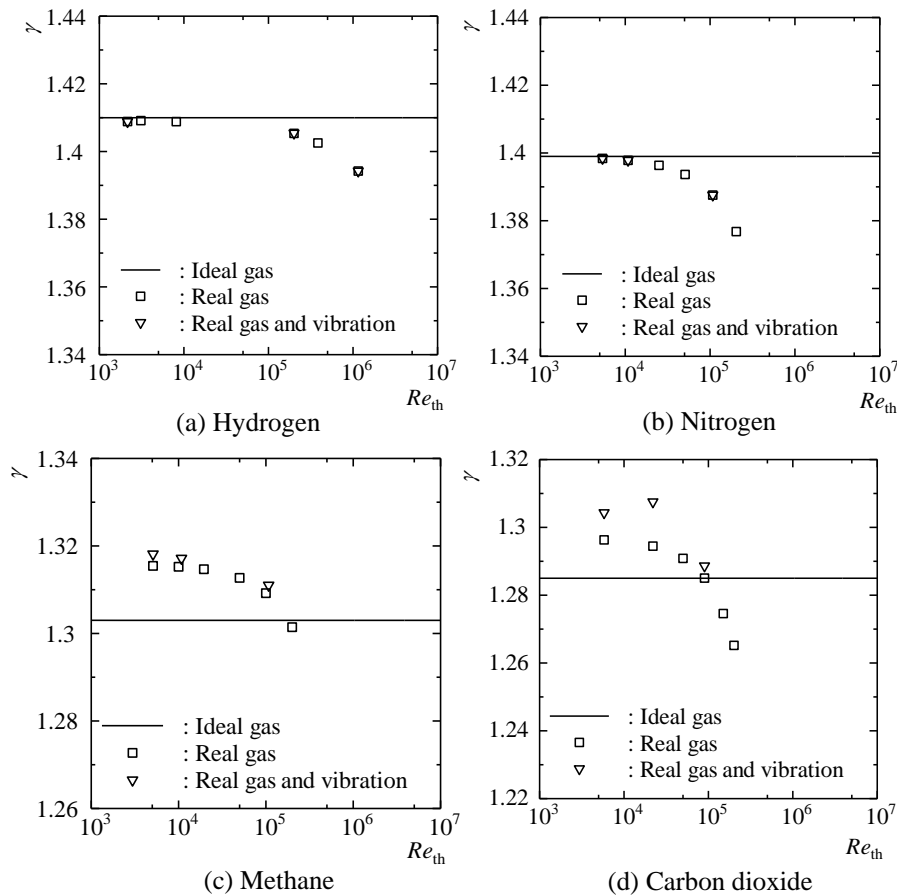 γ
1.44
1.42
1.4
1.38
1.36
1.34
: Ideal gas
: Real gas
: Real gas and vibration
10³ 10⁴ 10⁵ 10⁶ 10⁷
Re_th
(a) Hydrogen
γ
1.44
1.42
1.4
1.38
1.36
1.34
: Ideal gas
: Real gas
: Real gas and vibration
10³ 10⁴ 10⁵ 10⁶ 10⁷
Re_th
(b) Nitrogen
γ
1.34
1.32
1.3
1.28
1.26
: Ideal gas
: Real gas
: Real gas and vibration
10³ 10⁴ 10⁵ 10⁶ 10⁷
Re_th
(c) Methane
γ
1.32
1.3
1.28
1.26
1.24
1.22
: Ideal gas
: Real gas
: Real gas and vibration
10³ 10⁴ 10⁵ 10⁶ 10⁷
Re_th
(d) Carbon dioxide